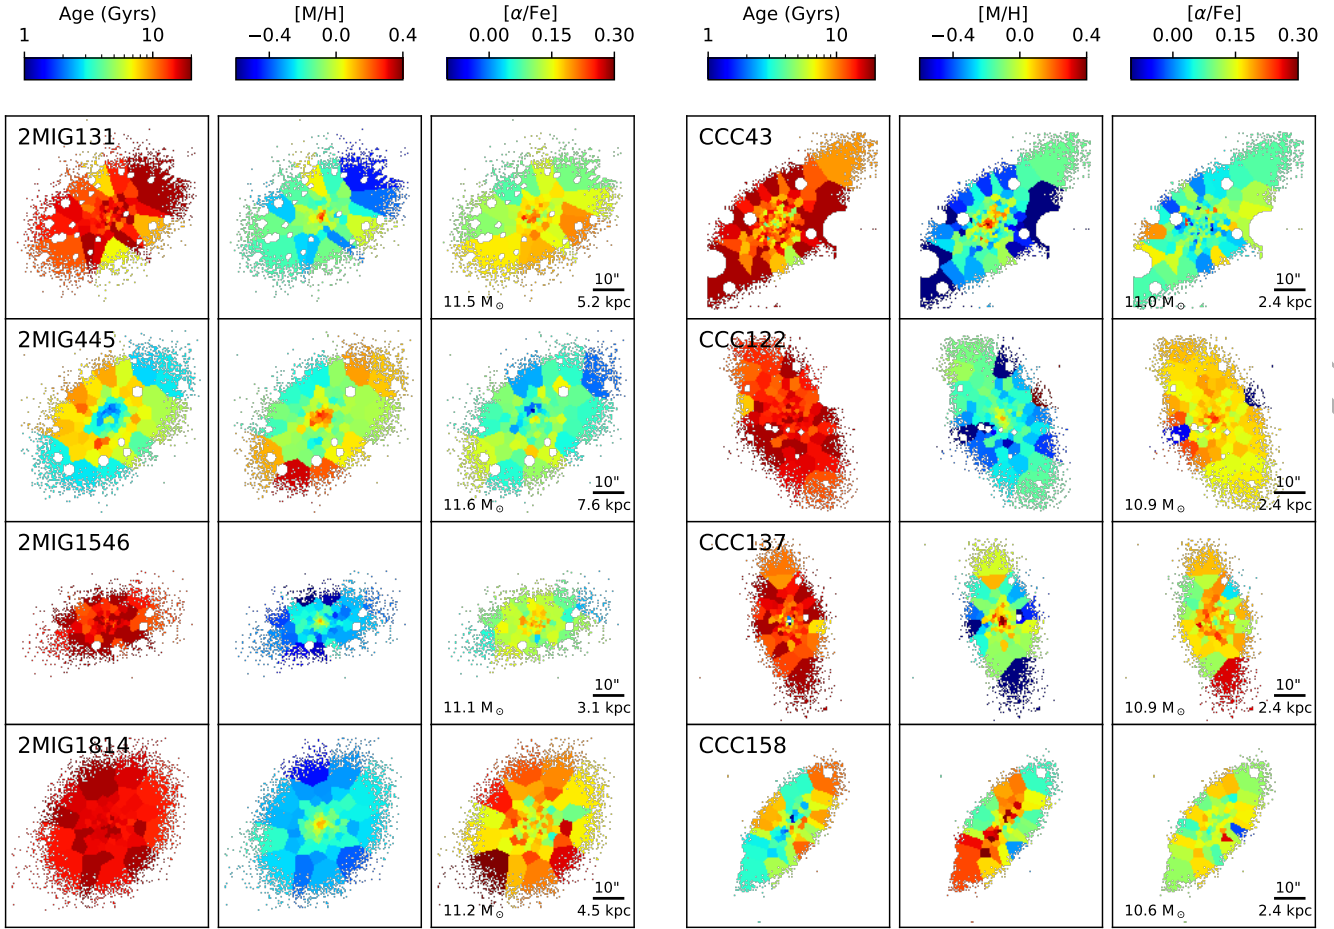 Age (Gyrs) [M/H] [α/Fe] Age (Gyrs) [M/H] [α/Fe]
1 10 −0.4 0.0 0.4 0.00 0.15 0.30 1 10 −0.4 0.0 0.4 0.00 0.15 0.30
2MIG131
10"
11.5 M⊙ 5.2 kpc
CCC43
10"
11.0 M⊙ 2.4 kpc
2MIG445
10"
11.6 M⊙ 7.6 kpc
CCC122
10"
10.9 M⊙ 2.4 kpc
2MIG1546
10"
11.1 M⊙ 3.1 kpc
CCC137
10"
10.9 M⊙ 2.4 kpc
2MIG1814
10"
11.2 M⊙ 4.5 kpc
CCC158
10"
10.6 M⊙ 2.4 kpc